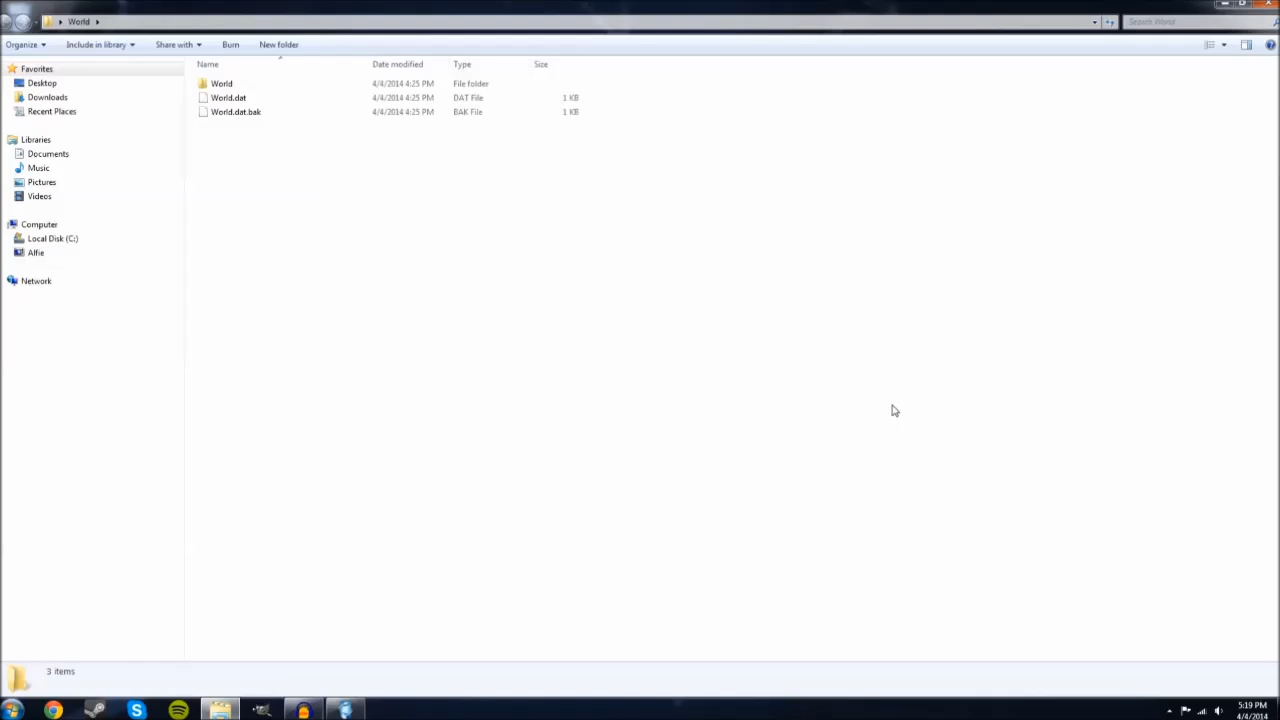 World
Search World
Organize Include in library Share with Burn New folder
Name Date modified Type Size
Favorites
Desktop
Downloads
Recent Places
Libraries
Documents
Music
Pictures
Videos
Computer
Local Disk (C:)
Alfie
Network
World 4/4/2014 4:25 PM File folder
World.dat 4/4/2014 4:25 PM DAT File 1 KB
World.dat.bak 4/4/2014 4:25 PM BAK File 1 KB
3 items
5:19 PM
4/4/2014